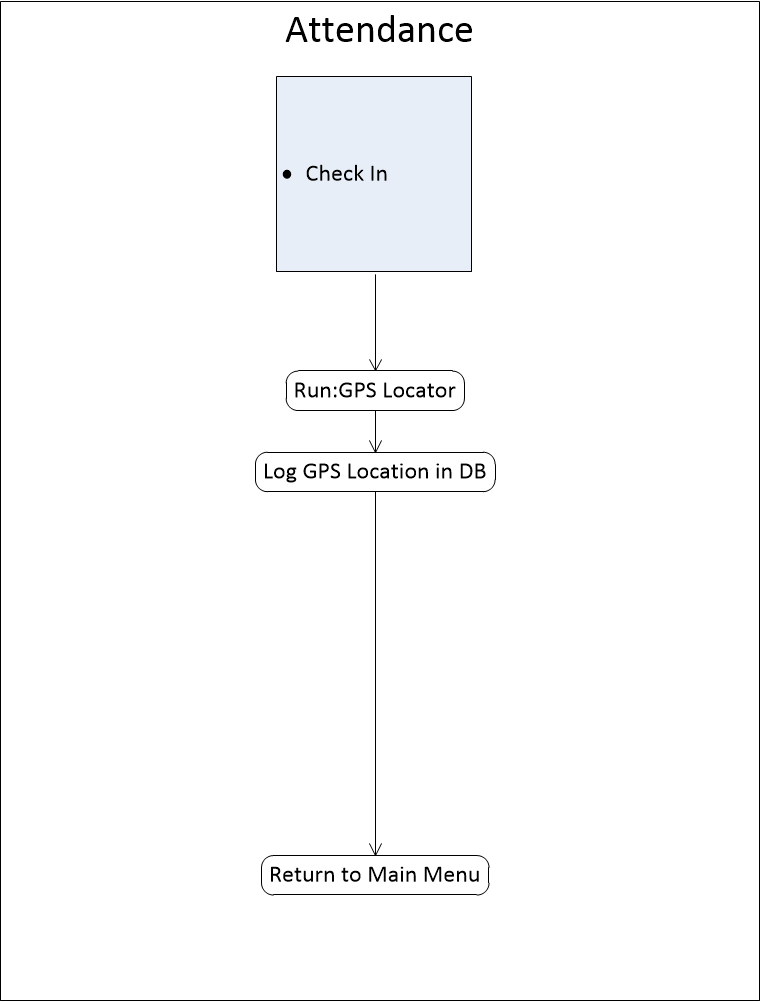 Attendance
• Check In
Run:GPS Locator
Log GPS Location in DB
Return to Main Menu